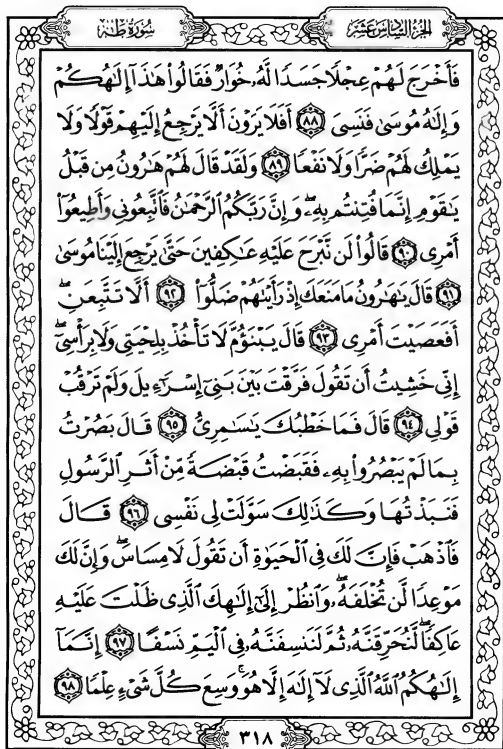 الجزء السادس عشر
سورة طه
فَأَخْرَجَ لَهُمْ عِجْلًا جَسَدًا لَّهُۥ خُوَارٌ فَقَالُوا۟ هَٰذَآ إِلَٰهُكُمْ
وَإِلَٰهُ مُوسَىٰ فَنَسِىَ ٨٨ أَفَلَا يَرَوْنَ أَلَّا يَرْجِعُ إِلَيْهِمْ قَوْلًا وَلَا
يَمْلِكُ لَهُمْ ضَرًّا وَلَا نَفْعًا ٨٩ وَلَقَدْ قَالَ لَهُمْ هَٰرُونُ مِن قَبْلُ
يَٰقَوْمِ إِنَّمَا فُتِنتُم بِهِۦ ۖ وَإِنَّ رَبَّكُمُ ٱلرَّحْمَٰنُ فَٱتَّبِعُونِى وَأَطِيعُوٓا۟
أَمْرِى ٩٠ قَالُوا۟ لَن نَّبْرَحَ عَلَيْهِ عَٰكِفِينَ حَتَّىٰ يَرْجِعَ إِلَيْنَا مُوسَىٰ
٩١ قَالَ يَٰهَٰرُونُ مَا مَنَعَكَ إِذْ رَأَيْتَهُمْ ضَلُّوٓا۟ ٩٢ أَلَّا تَتَّبِعَنِ ۖ
أَفَعَصَيْتَ أَمْرِى ٩٣ قَالَ يَبْنَؤُمَّ لَا تَأْخُذْ بِلِحْيَتِى وَلَا بِرَأْسِىٓ ۖ
إِنِّى خَشِيتُ أَن تَقُولَ فَرَّقْتَ بَيْنَ بَنِىٓ إِسْرَٰٓءِيلَ وَلَمْ تَرْقُبْ
قَوْلِى ٩٤ قَالَ فَمَا خَطْبُكَ يَٰسَٰمِرِىُّ ٩٥ قَالَ بَصُرْتُ
بِمَا لَمْ يَبْصُرُوا۟ بِهِۦ فَقَبَضْتُ قَبْضَةً مِّنْ أَثَرِ ٱلرَّسُولِ
فَنَبَذْتُهَا وَكَذَٰلِكَ سَوَّلَتْ لِى نَفْسِى ٩٦ قَالَ
فَٱذْهَبْ فَإِنَّ لَكَ فِى ٱلْحَيَوٰةِ أَن تَقُولَ لَا مِسَاسَ ۖ وَإِنَّ لَكَ
مَوْعِدًا لَّن تُخْلَفَهُۥ ۖ وَٱنظُرْ إِلَىٰٓ إِلَٰهِكَ ٱلَّذِى ظَلْتَ عَلَيْهِ
عَاكِفًا ۖ لَّنُحَرِّقَنَّهُۥ ثُمَّ لَنَنسِفَنَّهُۥ فِى ٱلْيَمِّ نَسْفًا ٩٧ إِنَّمَآ
إِلَٰهُكُمُ ٱللَّهُ ٱلَّذِى لَآ إِلَٰهَ إِلَّا هُوَ ۚ وَسِعَ كُلَّ شَىْءٍ عِلْمًا ٩٨
٣١٨